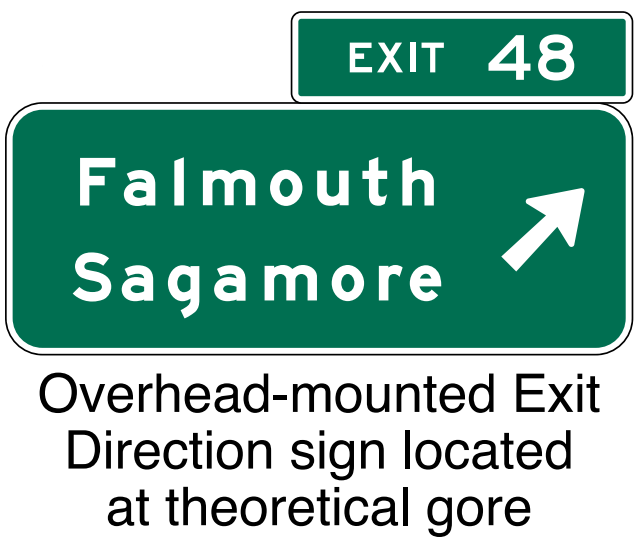 EXIT 48
Falmouth
Sagamore
Overhead-mounted Exit
Direction sign located
at theoretical gore